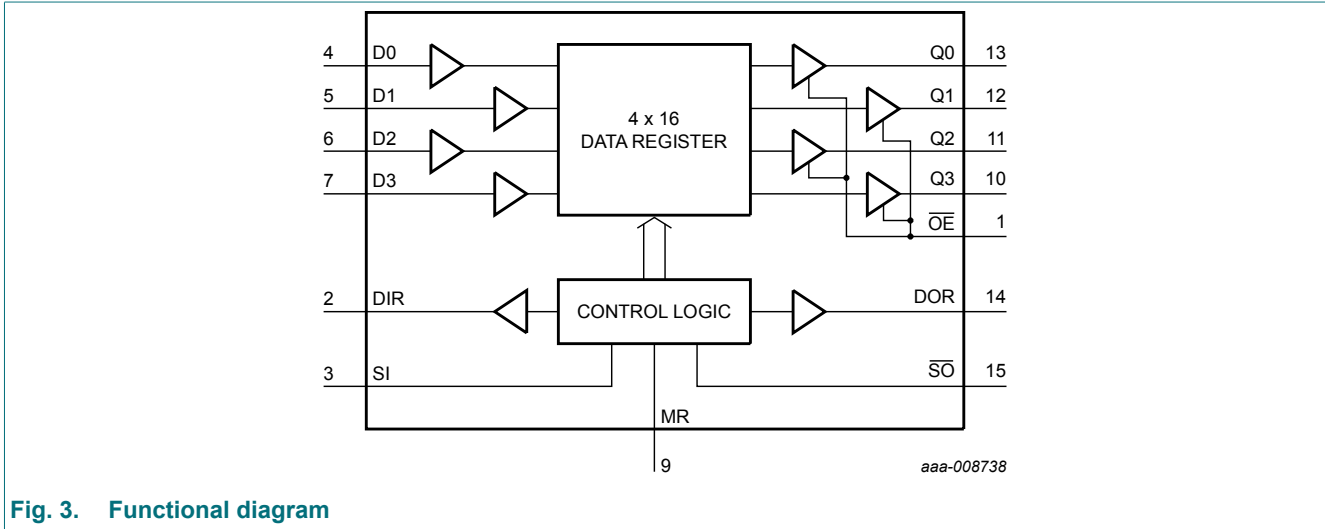 4 D0 Q0 13
5 D1 Q1 12
4 x 16
6 D2 DATA REGISTER Q2 11
7 D3 Q3 10
O̅E̅ 1
2 DIR CONTROL LOGIC DOR 14
3 SI S̅O̅ 15
MR
9 aaa-008738
Fig. 3. Functional diagram